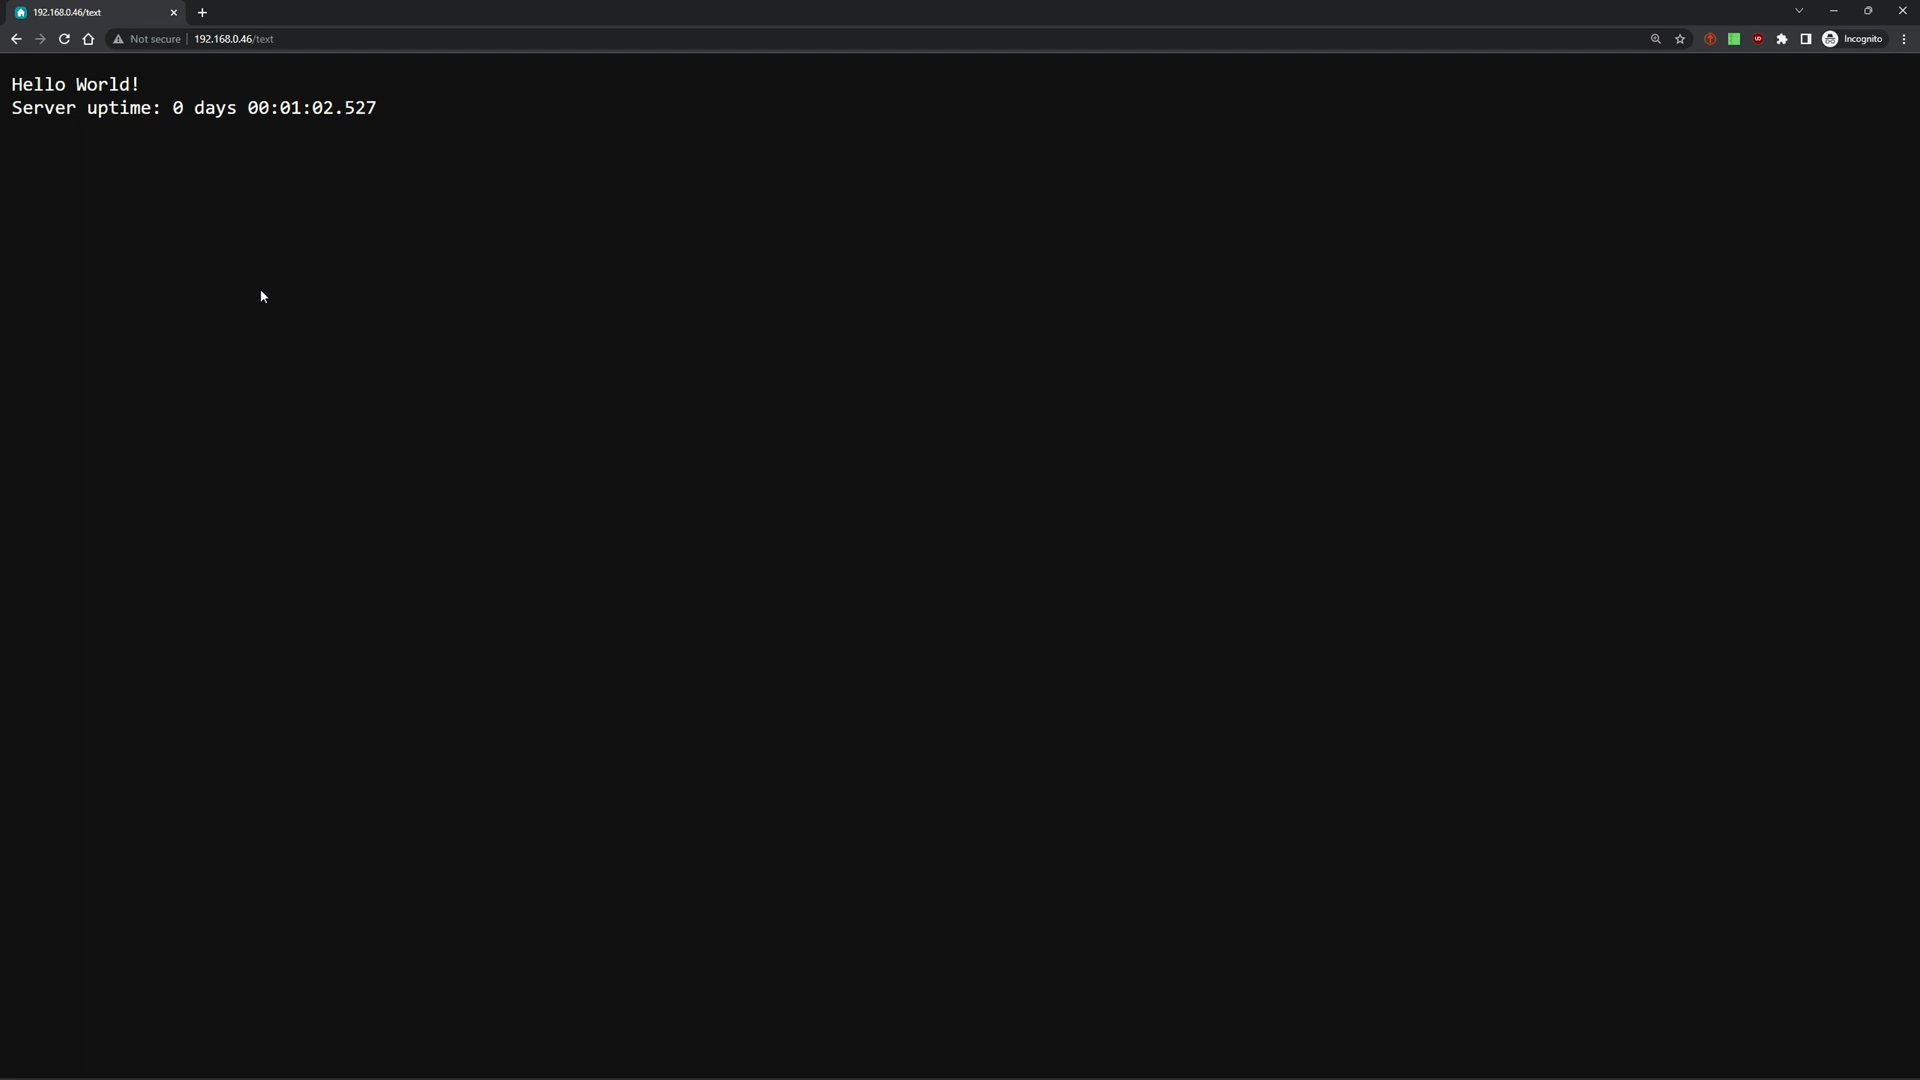 192.168.0.46/text
Not secure
192.168.0.46/text
Incognito
Hello World!
Server uptime: 0 days 00:01:02.527